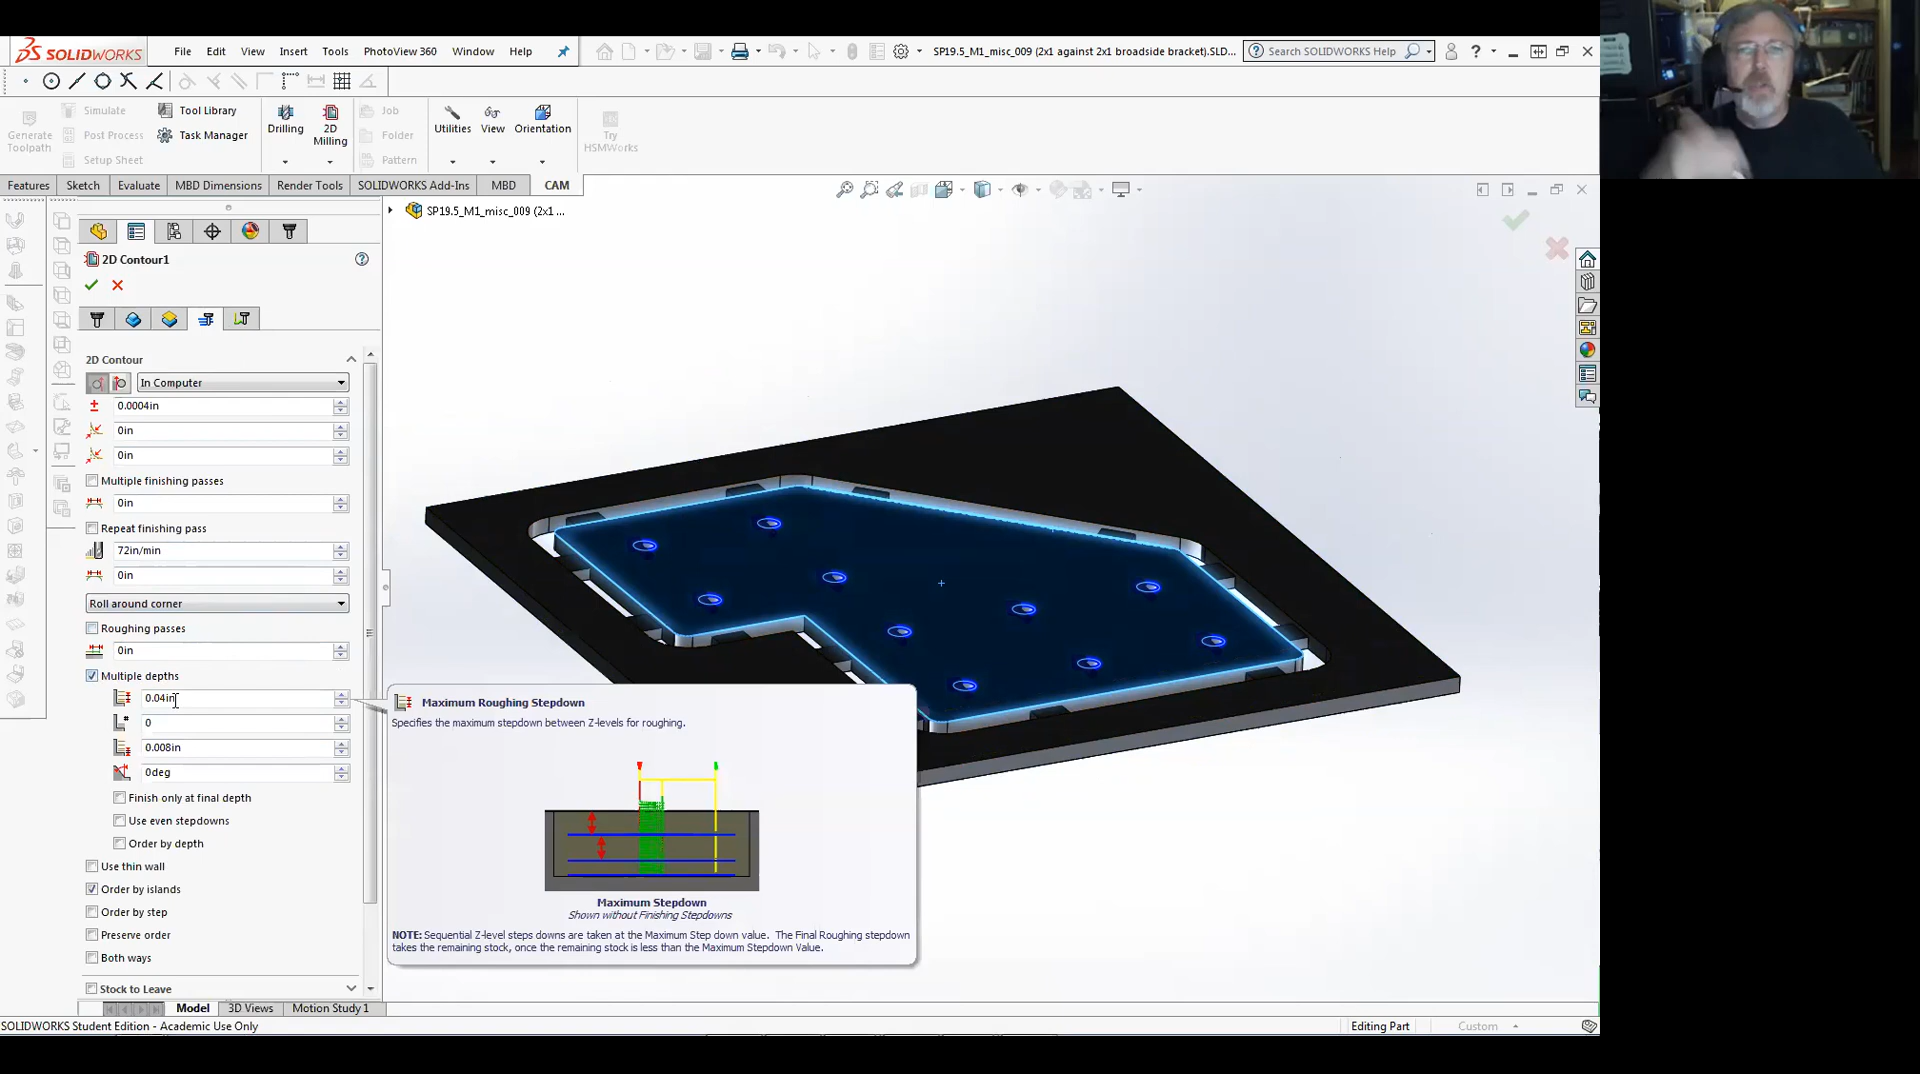 SOLIDWORKS File Edit View Insert Tools PhotoView 360 Window Help SP19.5_M1_misc_009 (2x1 against 2x1 broadside bracket).SLD... Search SOLIDWORKS Help ?
Generate Toolpath
Simulate
Post Process
Setup Sheet
Tool Library
Task Manager
Drilling
2D Milling
Job
Folder
Pattern
Utilities
View
Orientation
Try HSMWorks
Features Sketch Evaluate MBD Dimensions Render Tools SOLIDWORKS Add-Ins MBD CAM
SP19.5_M1_misc_009 (2x1 ...
2D Contour1
2D Contour
In Computer
0.0004in
0in
0in
Multiple finishing passes
0in
Repeat finishing pass
72in/min
0in
Roll around corner
Roughing passes
0in
Multiple depths
0.04in
0
0.008in
0deg
Finish only at final depth
Use even stepdowns
Order by depth
Use thin wall
Order by islands
Order by step
Preserve order
Both ways
Stock to Leave
Maximum Roughing Stepdown
Specifies the maximum stepdown between Z-levels for roughing.
Maximum Stepdown
Shown without Finishing Stepdowns
NOTE: Sequential Z-level steps downs are taken at the Maximum Step down value. The Final Roughing stepdown
takes the remaining stock, once the remaining stock is less than the Maximum Stepdown Value.
Model 3D Views Motion Study 1
SOLIDWORKS Student Edition - Academic Use Only Editing Part Custom